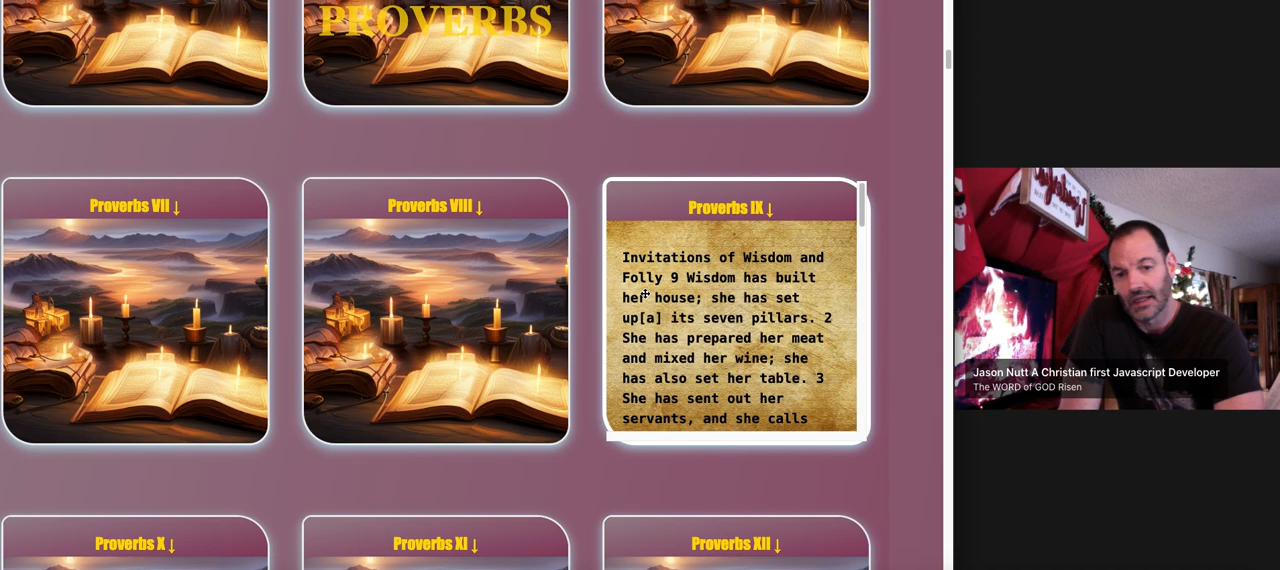 PROVERBS
Proverbs VII ↓
Proverbs VIII ↓
Proverbs IX ↓
Invitations of Wisdom and
Folly 9 Wisdom has built
her house; she has set
up[a] its seven pillars. 2
She has prepared her meat
and mixed her wine; she
has also set her table. 3
She has sent out her
servants, and she calls
Proverbs X ↓
Proverbs XI ↓
Proverbs XII ↓
Jason Nutt A Christian first Javascript Developer
The WORD of GOD Risen